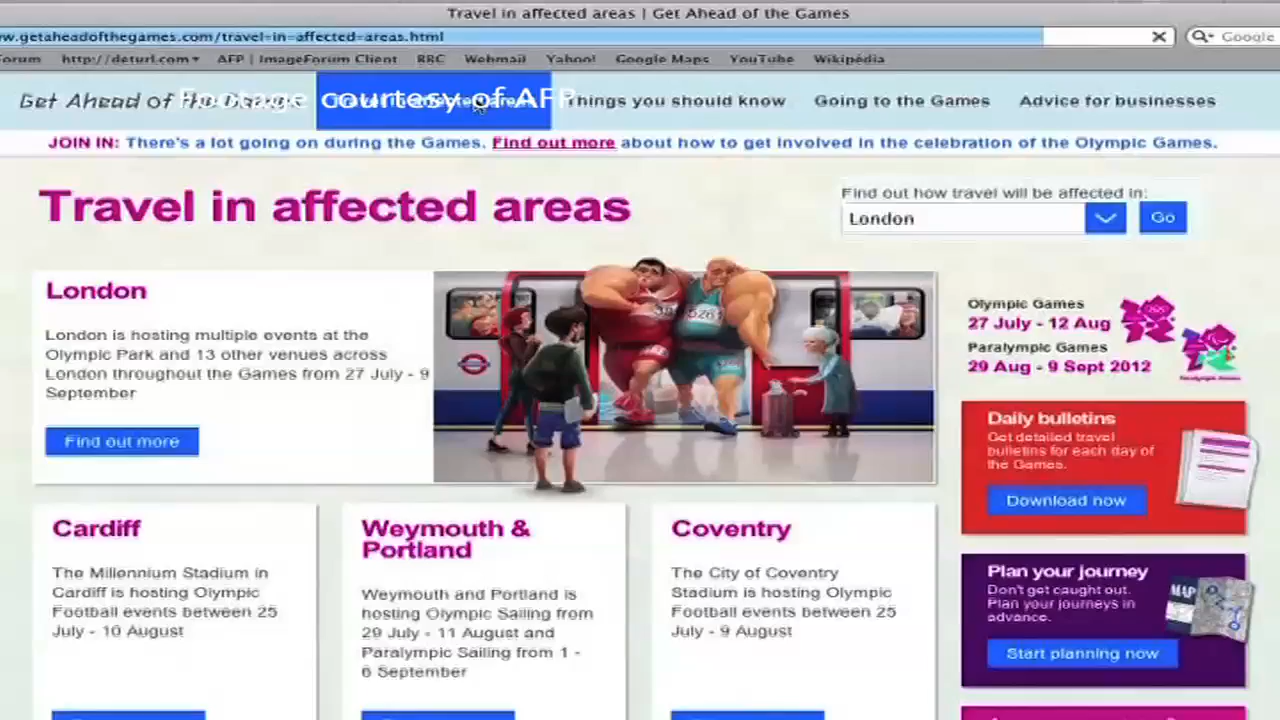 Travel in affected areas | Get Ahead of the Games
w.getaheadofthegames.com/travel-in-affected-areas.html
Google
Forum http://deturl.com AFP | ImageForum Client BBC Webmail Yahoo! Google Maps YouTube Wikipédia
Get Ahead of the Games
Footage courtesy of AFP
Things you should know
Going to the Games
Advice for businesses
JOIN IN: There's a lot going on during the Games. Find out more about how to get involved in the celebration of the Olympic Games.
Travel in affected areas
Find out how travel will be affected in:
London
Go
London
London is hosting multiple events at the
Olympic Park and 13 other venues across
London throughout the Games from 27 July - 9
September
Find out more
Olympic Games
27 July - 12 Aug
Paralympic Games
29 Aug - 9 Sept 2012
Daily bulletins
Get detailed travel
bulletins for each day of
the Games.
Download now
Cardiff
The Millennium Stadium in
Cardiff is hosting Olympic
Football events between 25
July - 10 August
Weymouth &
Portland
Weymouth and Portland is
hosting Olympic Sailing from
29 July - 11 August and
Paralympic Sailing from 1 -
6 September
Coventry
The City of Coventry
Stadium is hosting Olympic
Football events between 25
July - 9 August
Plan your journey
Don't get caught out.
Plan your journeys in
advance.
MAP
Start planning now